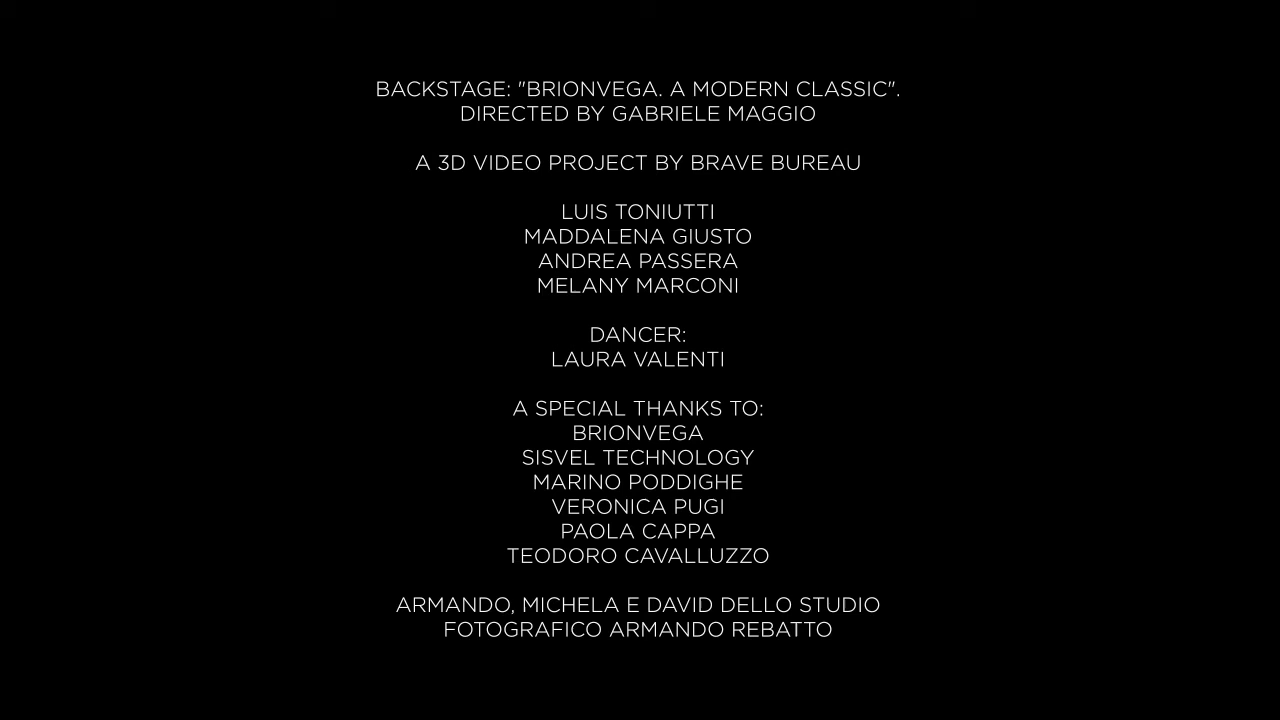 BACKSTAGE: "BRIONVEGA. A MODERN CLASSIC".
DIRECTED BY GABRIELE MAGGIO
A 3D VIDEO PROJECT BY BRAVE BUREAU
LUIS TONIUTTI
MADDALENA GIUSTO
ANDREA PASSERA
MELANY MARCONI
DANCER:
LAURA VALENTI
A SPECIAL THANKS TO:
BRIONVEGA
SISVEL TECHNOLOGY
MARINO PODDIGHE
VERONICA PUGI
PAOLA CAPPA
TEODORO CAVALLUZZO
ARMANDO, MICHELA E DAVID DELLO STUDIO
FOTOGRAFICO ARMANDO REBATTO